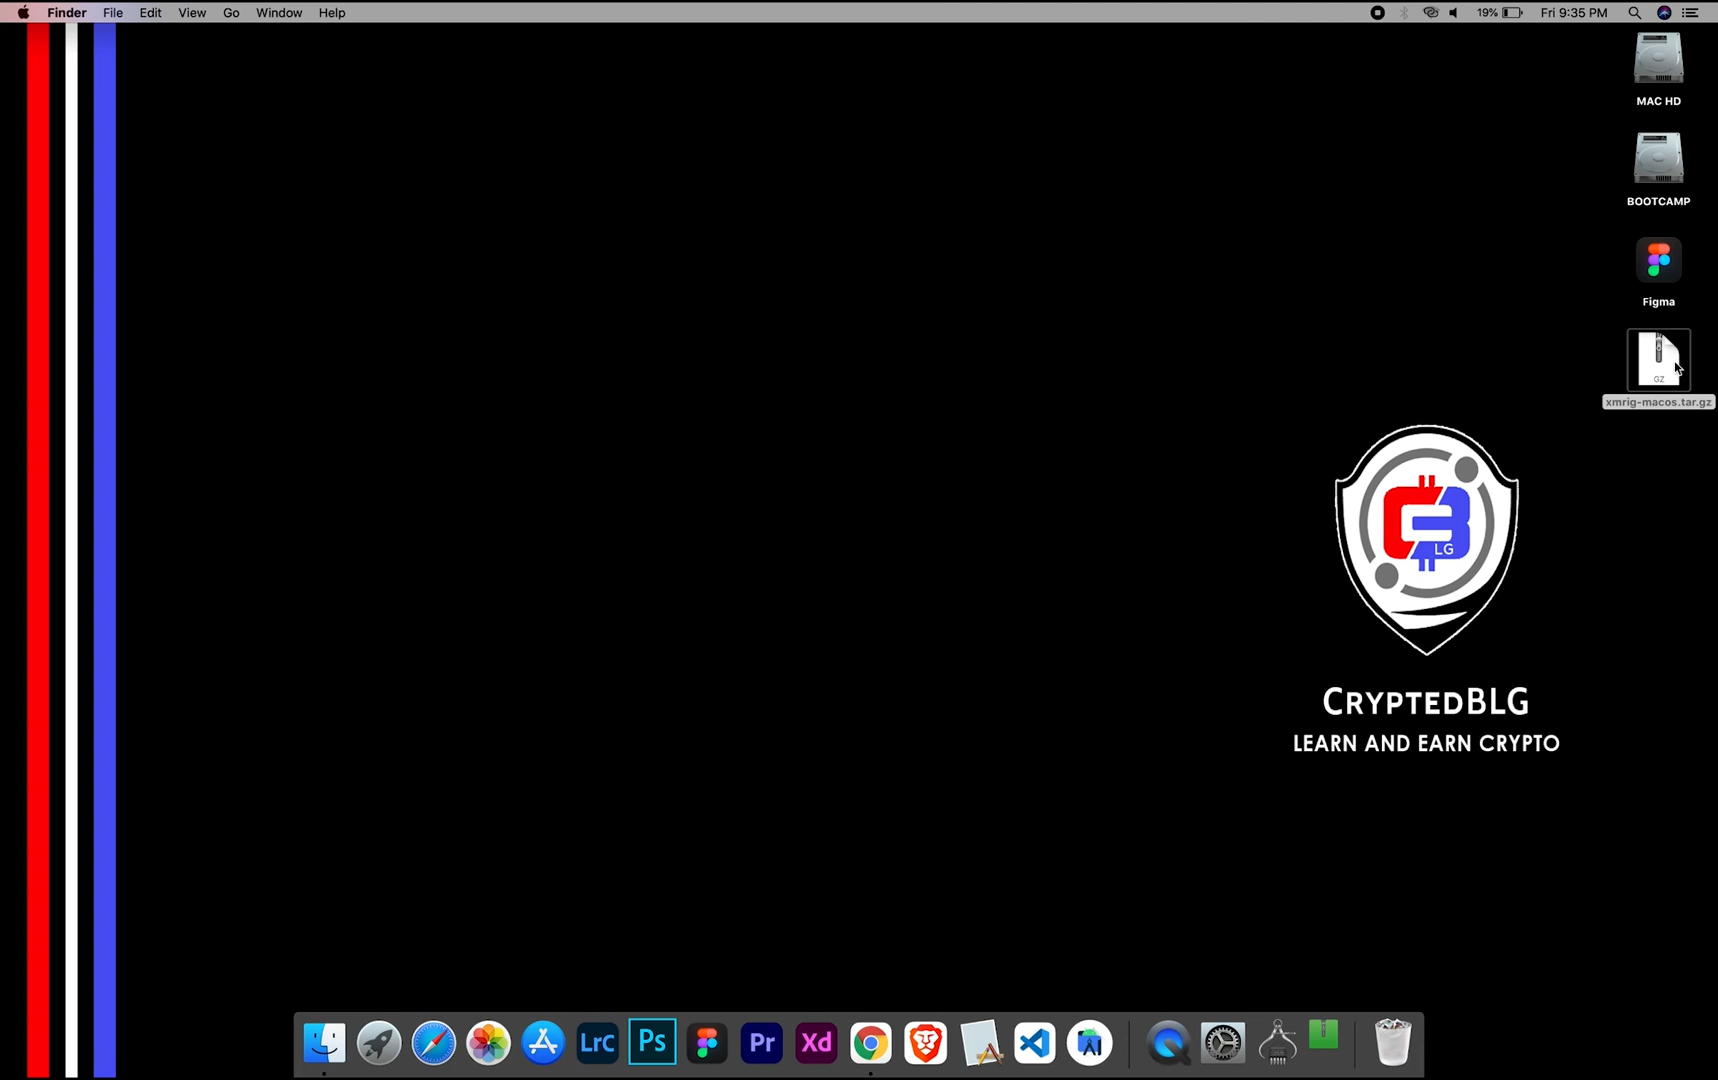 Finder File Edit View Go Window Help 19% Fri 9:35 PM
MAC HD
BOOTCAMP
Figma
GZ
xmrig-macos.tar.gz
CB
LG
CRYPTEDBLG
LEARN AND EARN CRYPTO
LrC Ps Pr Xd